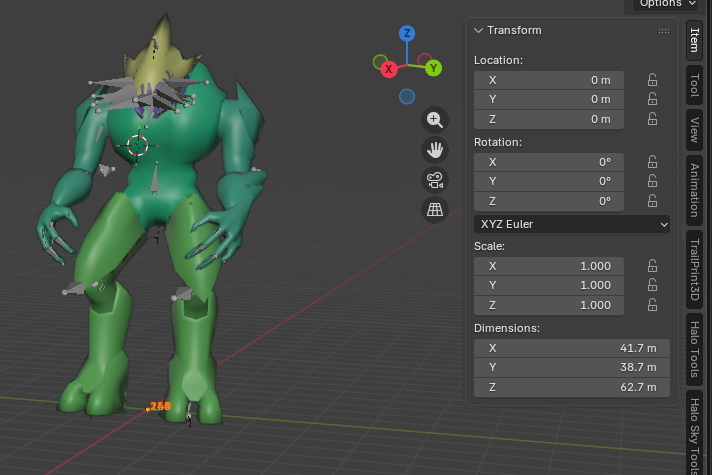 Options
Transform
Location:
X 0 m
Y 0 m
Z 0 m
Rotation:
X 0°
Y 0°
Z 0°
XYZ Euler
Scale:
X 1.000
Y 1.000
Z 1.000
Dimensions:
X 41.7 m
Y 38.7 m
Z 62.7 m
Item
Tool
View
Animation
TrailPrint3D
Halo Tools
Halo Sky Tools
Z
X
Y